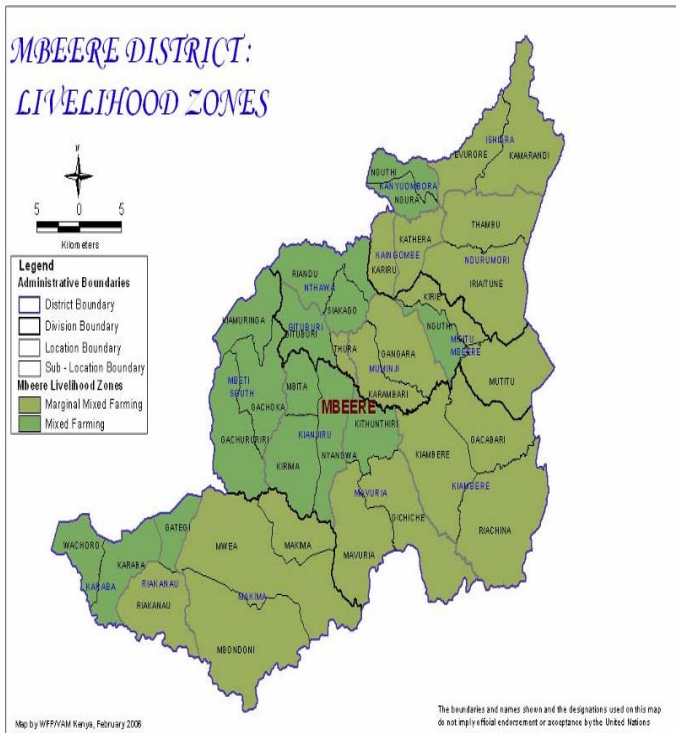 MBEERE DISTRICT:
LIVELIHOOD ZONES
N
5 0 5
Kilometers
Legend
Administrative Boundaries
District Boundary
Division Boundary
Location Boundary
Sub - Location Boundary
Mbeere Livelihood Zones
Marginal Mixed Farming
Mixed Farming
ISHIARA
EVURORE
KAMARANDI
NGUTHI
KANYUOMBORA
NGURA
THAMBU
KATHERA
KAINGOMBE
KARIRU
NDURUMORI
IRIAITUNE
RIANDU
NTHAWA
SIAKAGO
KIRIE
KIAMURINGA
GITUBURI
GITUBURI
NGUTHI
MBITU
MBEERE
THURA
GANGARA
MUMINJI
MUTITU
MBETI
SOUTH
MBITA
GACHOKA
KARAMBARI
MBEERE
KITHUNTHIRI
GACABARI
KIANJIRU
NYANGWA
KIAMBERE
GACHURURIRI
KIRIMA
MAVURIA
KIAMBERE
GICHICHE
RIACHINA
GATEGI
WACHORO
MWEA
MAKIMA
MAVURIA
KARABA
KARABA
RIAKANAU
RIAKANAU
MAKIMA
MBONDONI
Map by WFP/VAM Kenya, February 2006
The boundaries and names shown and the designations used on this map
do not imply official endorsement or acceptance by the United Nations